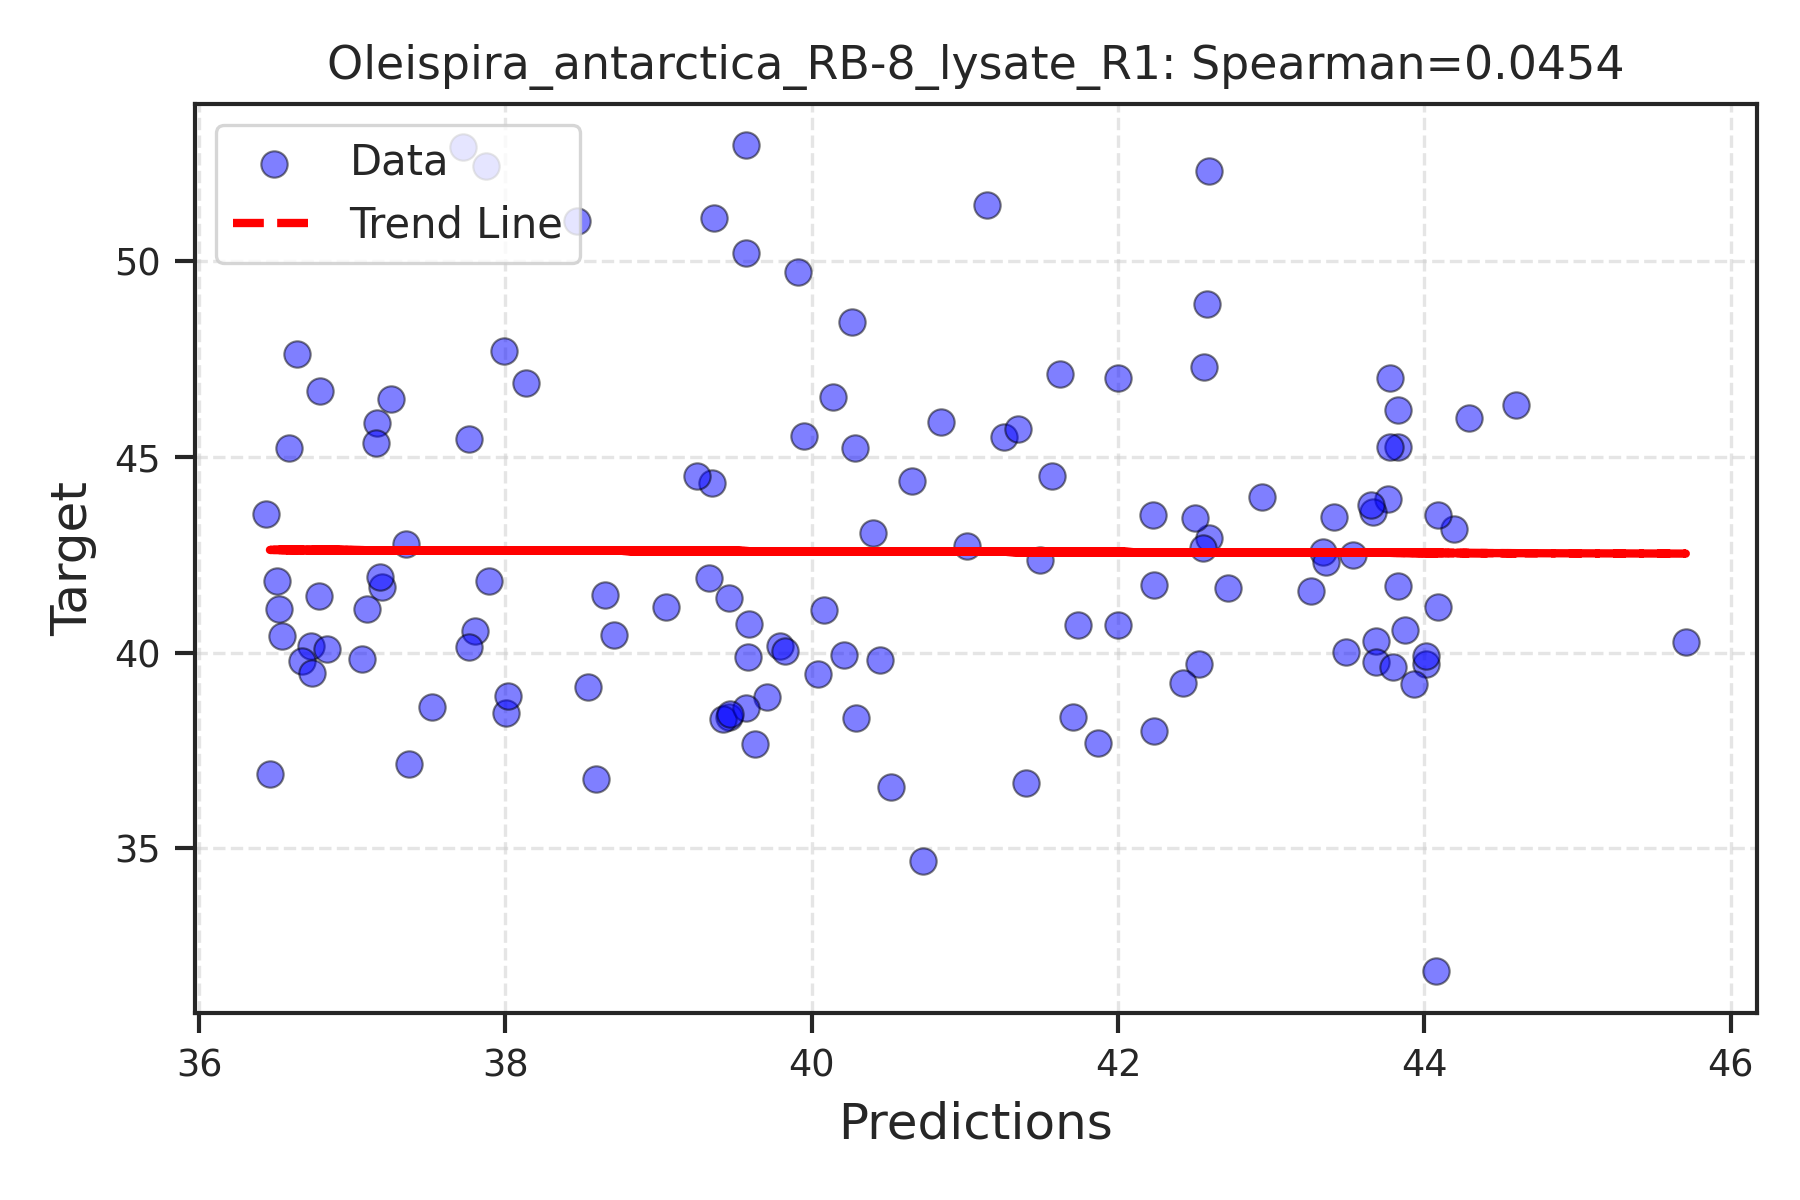 Oleispira_antarctica_RB-8_lysate_R1: Spearman=0.0454
Data
Trend Line
Target
50
45
40
35
36 38 40 42 44 46
Predictions